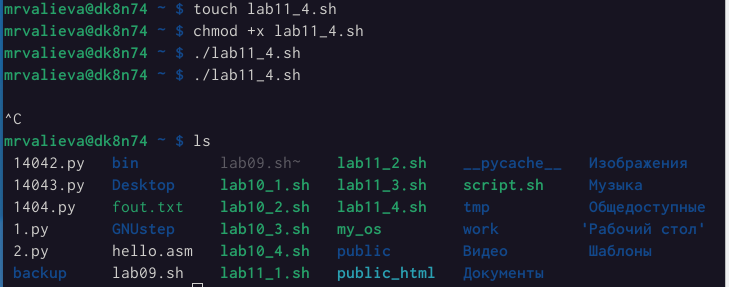 mrvalieva@dk8n74 ~ $ touch lab11_4.sh
mrvalieva@dk8n74 ~ $ chmod +x lab11_4.sh
mrvalieva@dk8n74 ~ $ ./lab11_4.sh
mrvalieva@dk8n74 ~ $ ./lab11_4.sh
^C
mrvalieva@dk8n74 ~ $ ls
14042.py bin lab09.sh~ lab11_2.sh __pycache__ Изображения
14043.py Desktop lab10_1.sh lab11_3.sh script.sh Музыка
1404.py fout.txt lab10_2.sh lab11_4.sh tmp Общедоступные
1.py GNUstep lab10_3.sh my_os work 'Рабочий стол'
2.py hello.asm lab10_4.sh public Видео Шаблоны
backup lab09.sh lab11_1.sh public_html Документы